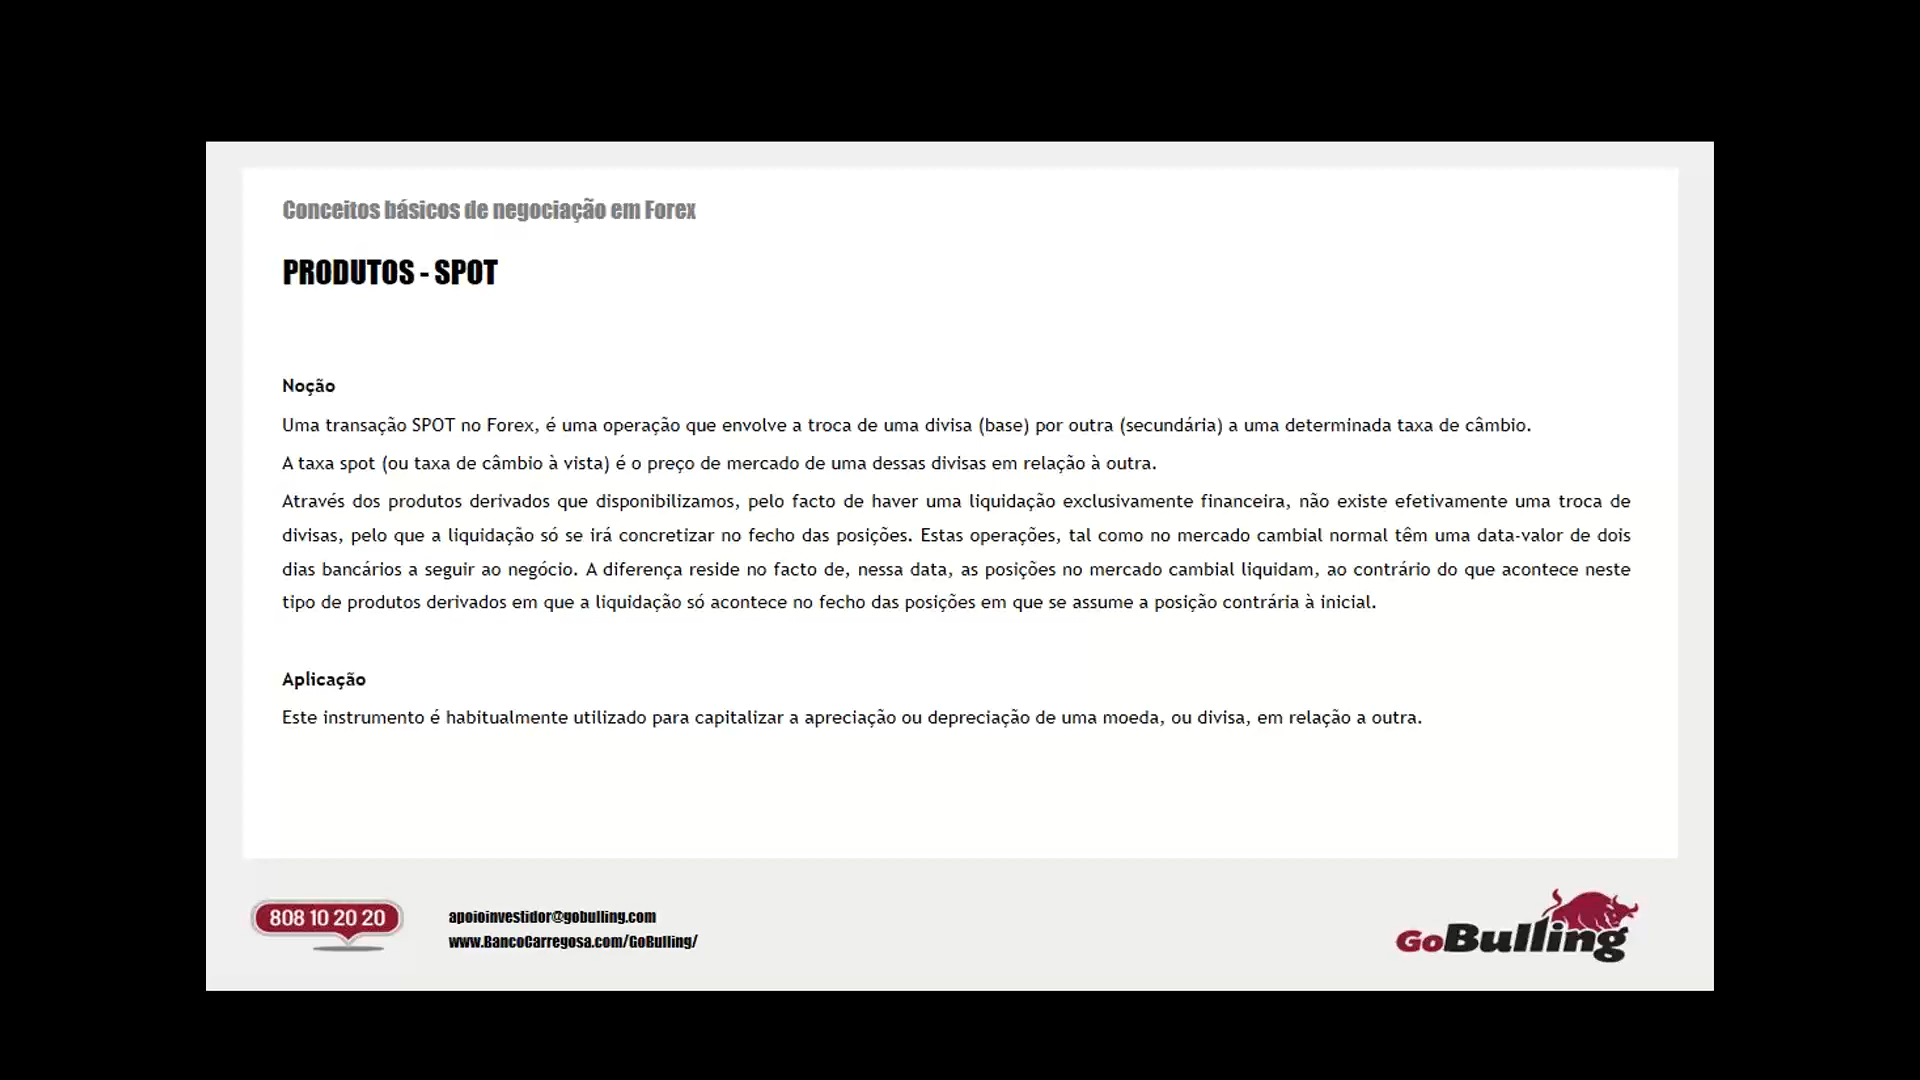 Conceitos básicos de negociação em Forex
PRODUTOS - SPOT
Noção
Uma transação SPOT no Forex, é uma operação que envolve a troca de uma divisa (base) por outra (secundária) a uma determinada taxa de câmbio.
A taxa spot (ou taxa de câmbio à vista) é o preço de mercado de uma dessas divisas em relação à outra.
Através dos produtos derivados que disponibilizamos, pelo facto de haver uma liquidação exclusivamente financeira, não existe efetivamente uma troca de
divisas, pelo que a liquidação só se irá concretizar no fecho das posições. Estas operações, tal como no mercado cambial normal têm uma data-valor de dois
dias bancários a seguir ao negócio. A diferença reside no facto de, nessa data, as posições no mercado cambial liquidam, ao contrário do que acontece neste
tipo de produtos derivados em que a liquidação só acontece no fecho das posições em que se assume a posição contrária à inicial.
Aplicação
Este instrumento é habitualmente utilizado para capitalizar a apreciação ou depreciação de uma moeda, ou divisa, em relação a outra.
808 10 20 20
apoioinvestidor@gobulling.com
www.BancoCarregosa.com/GoBulling/
GoBulling